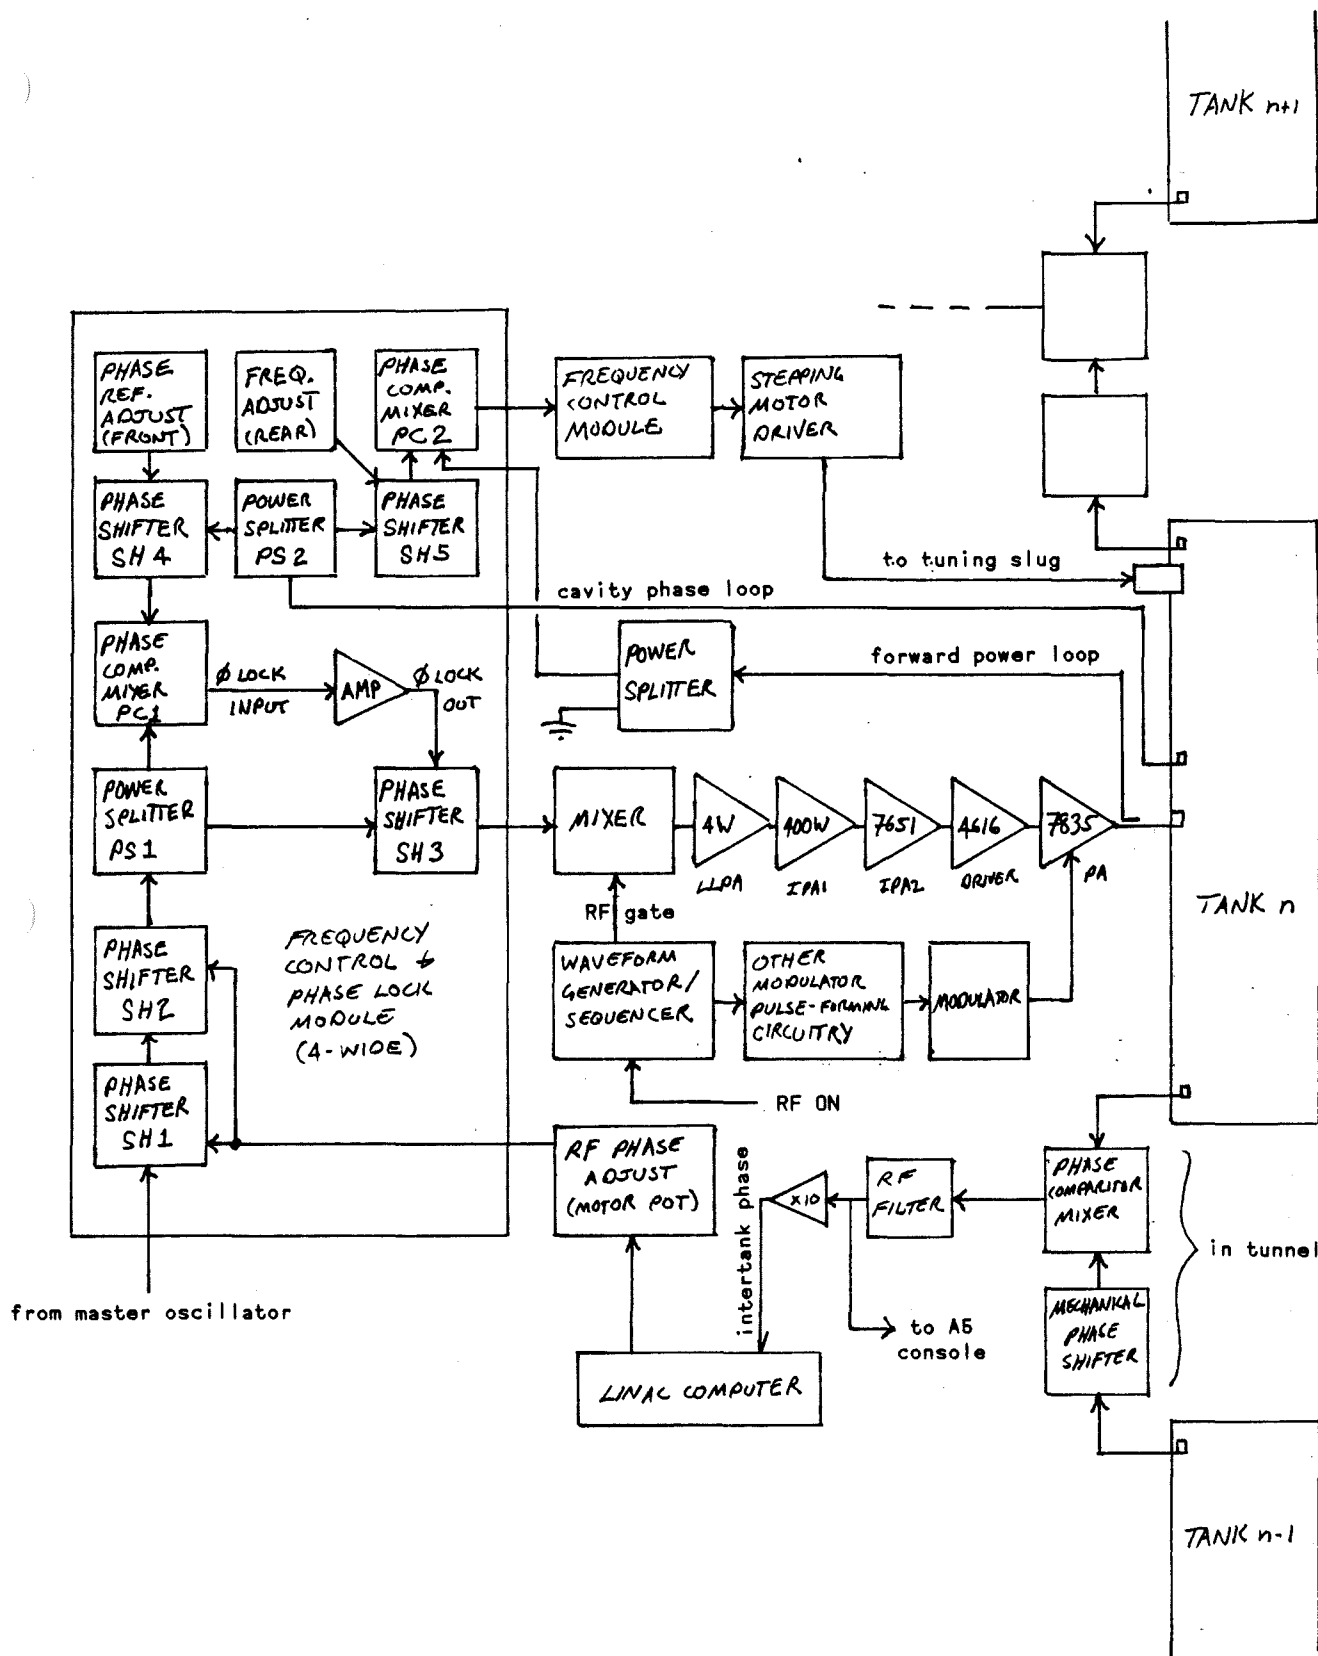 TANK n+1
PHASE
REF.
ADJUST
(FRONT)
FREQ.
ADJUST
(REAR)
PHASE
COMP.
MIXER
PC2
FREQUENCY
CONTROL
MODULE
STEPPING
MOTOR
DRIVER
PHASE
SHIFTER
SH4
POWER
SPLITTER
PS2
PHASE
SHIFTER
SH5
to tuning slug
cavity phase loop
PHASE
COMP.
MIXER
PC1
Ø LOCK
INPUT
AMP
Ø LOCK
OUT
POWER
SPLITTER
forward power loop
POWER
SPLITTER
PS1
PHASE
SHIFTER
SH3
MIXER
4W
400W
7651
4616
7835
LLPA
IPA1
IPA2
DRIVER
PA
RF gate
TANK n
PHASE
SHIFTER
SH2
FREQUENCY
CONTROL &
PHASE LOCK
MODULE
(4-WIDE)
WAVEFORM
GENERATOR/
SEQUENCER
OTHER
MODULATOR
PULSE-FORMING
CIRCUITRY
MODULATOR
RF ON
PHASE
SHIFTER
SH1
RF PHASE
ADJUST
(MOTOR POT)
intertank phase
X10
RF
FILTER
PHASE
COMPARITOR
MIXER
in tunnel
from master oscillator
to A5
console
MECHANICAL
PHASE
SHIFTER
LINAC COMPUTER
TANK n-1